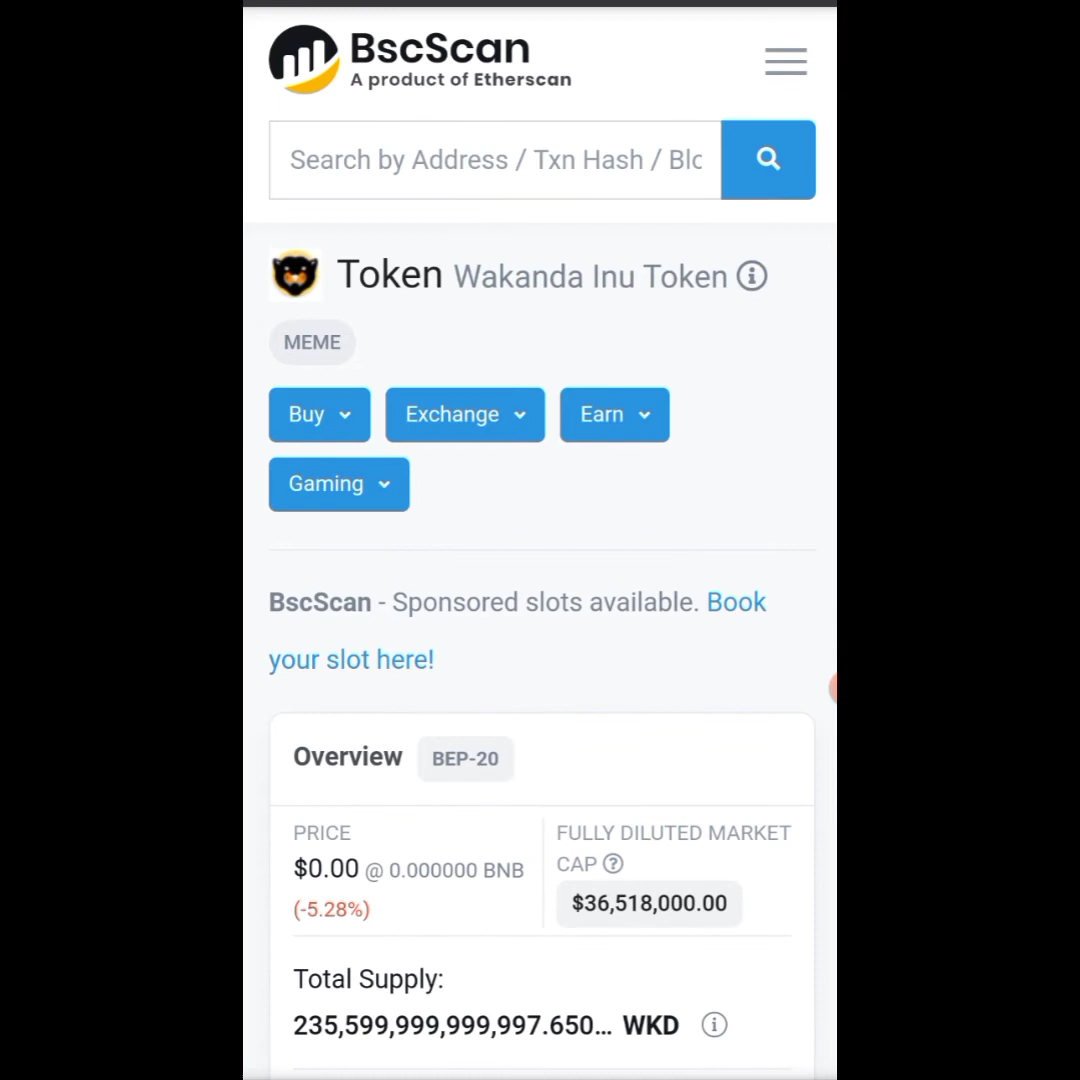 BscScan
A product of Etherscan
Search by Address / Txn Hash / Blo
Token Wakanda Inu Token
MEME
Buy Exchange Earn
Gaming
BscScan - Sponsored slots available. Book
your slot here!
Overview BEP-20
PRICE
$0.00 @ 0.000000 BNB
(-5.28%)
FULLY DILUTED MARKET
CAP
$36,518,000.00
Total Supply:
235,599,999,999,997.650... WKD